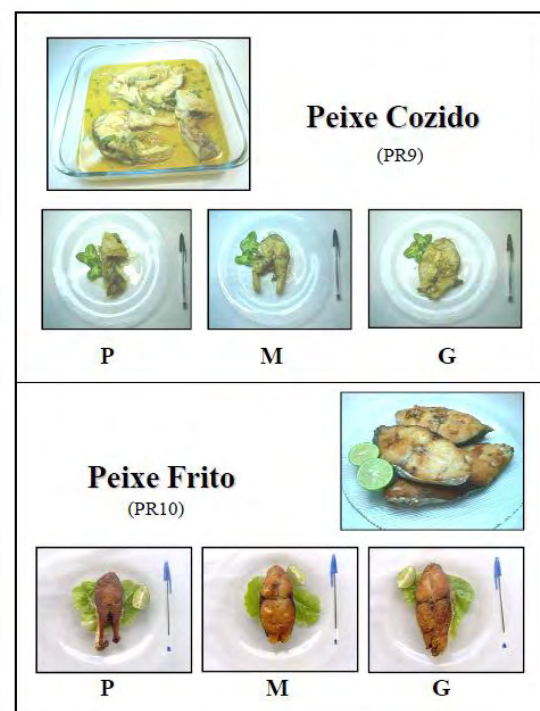 Peixe Cozido
(PR9)
P M G
Peixe Frito
(PR10)
P M G